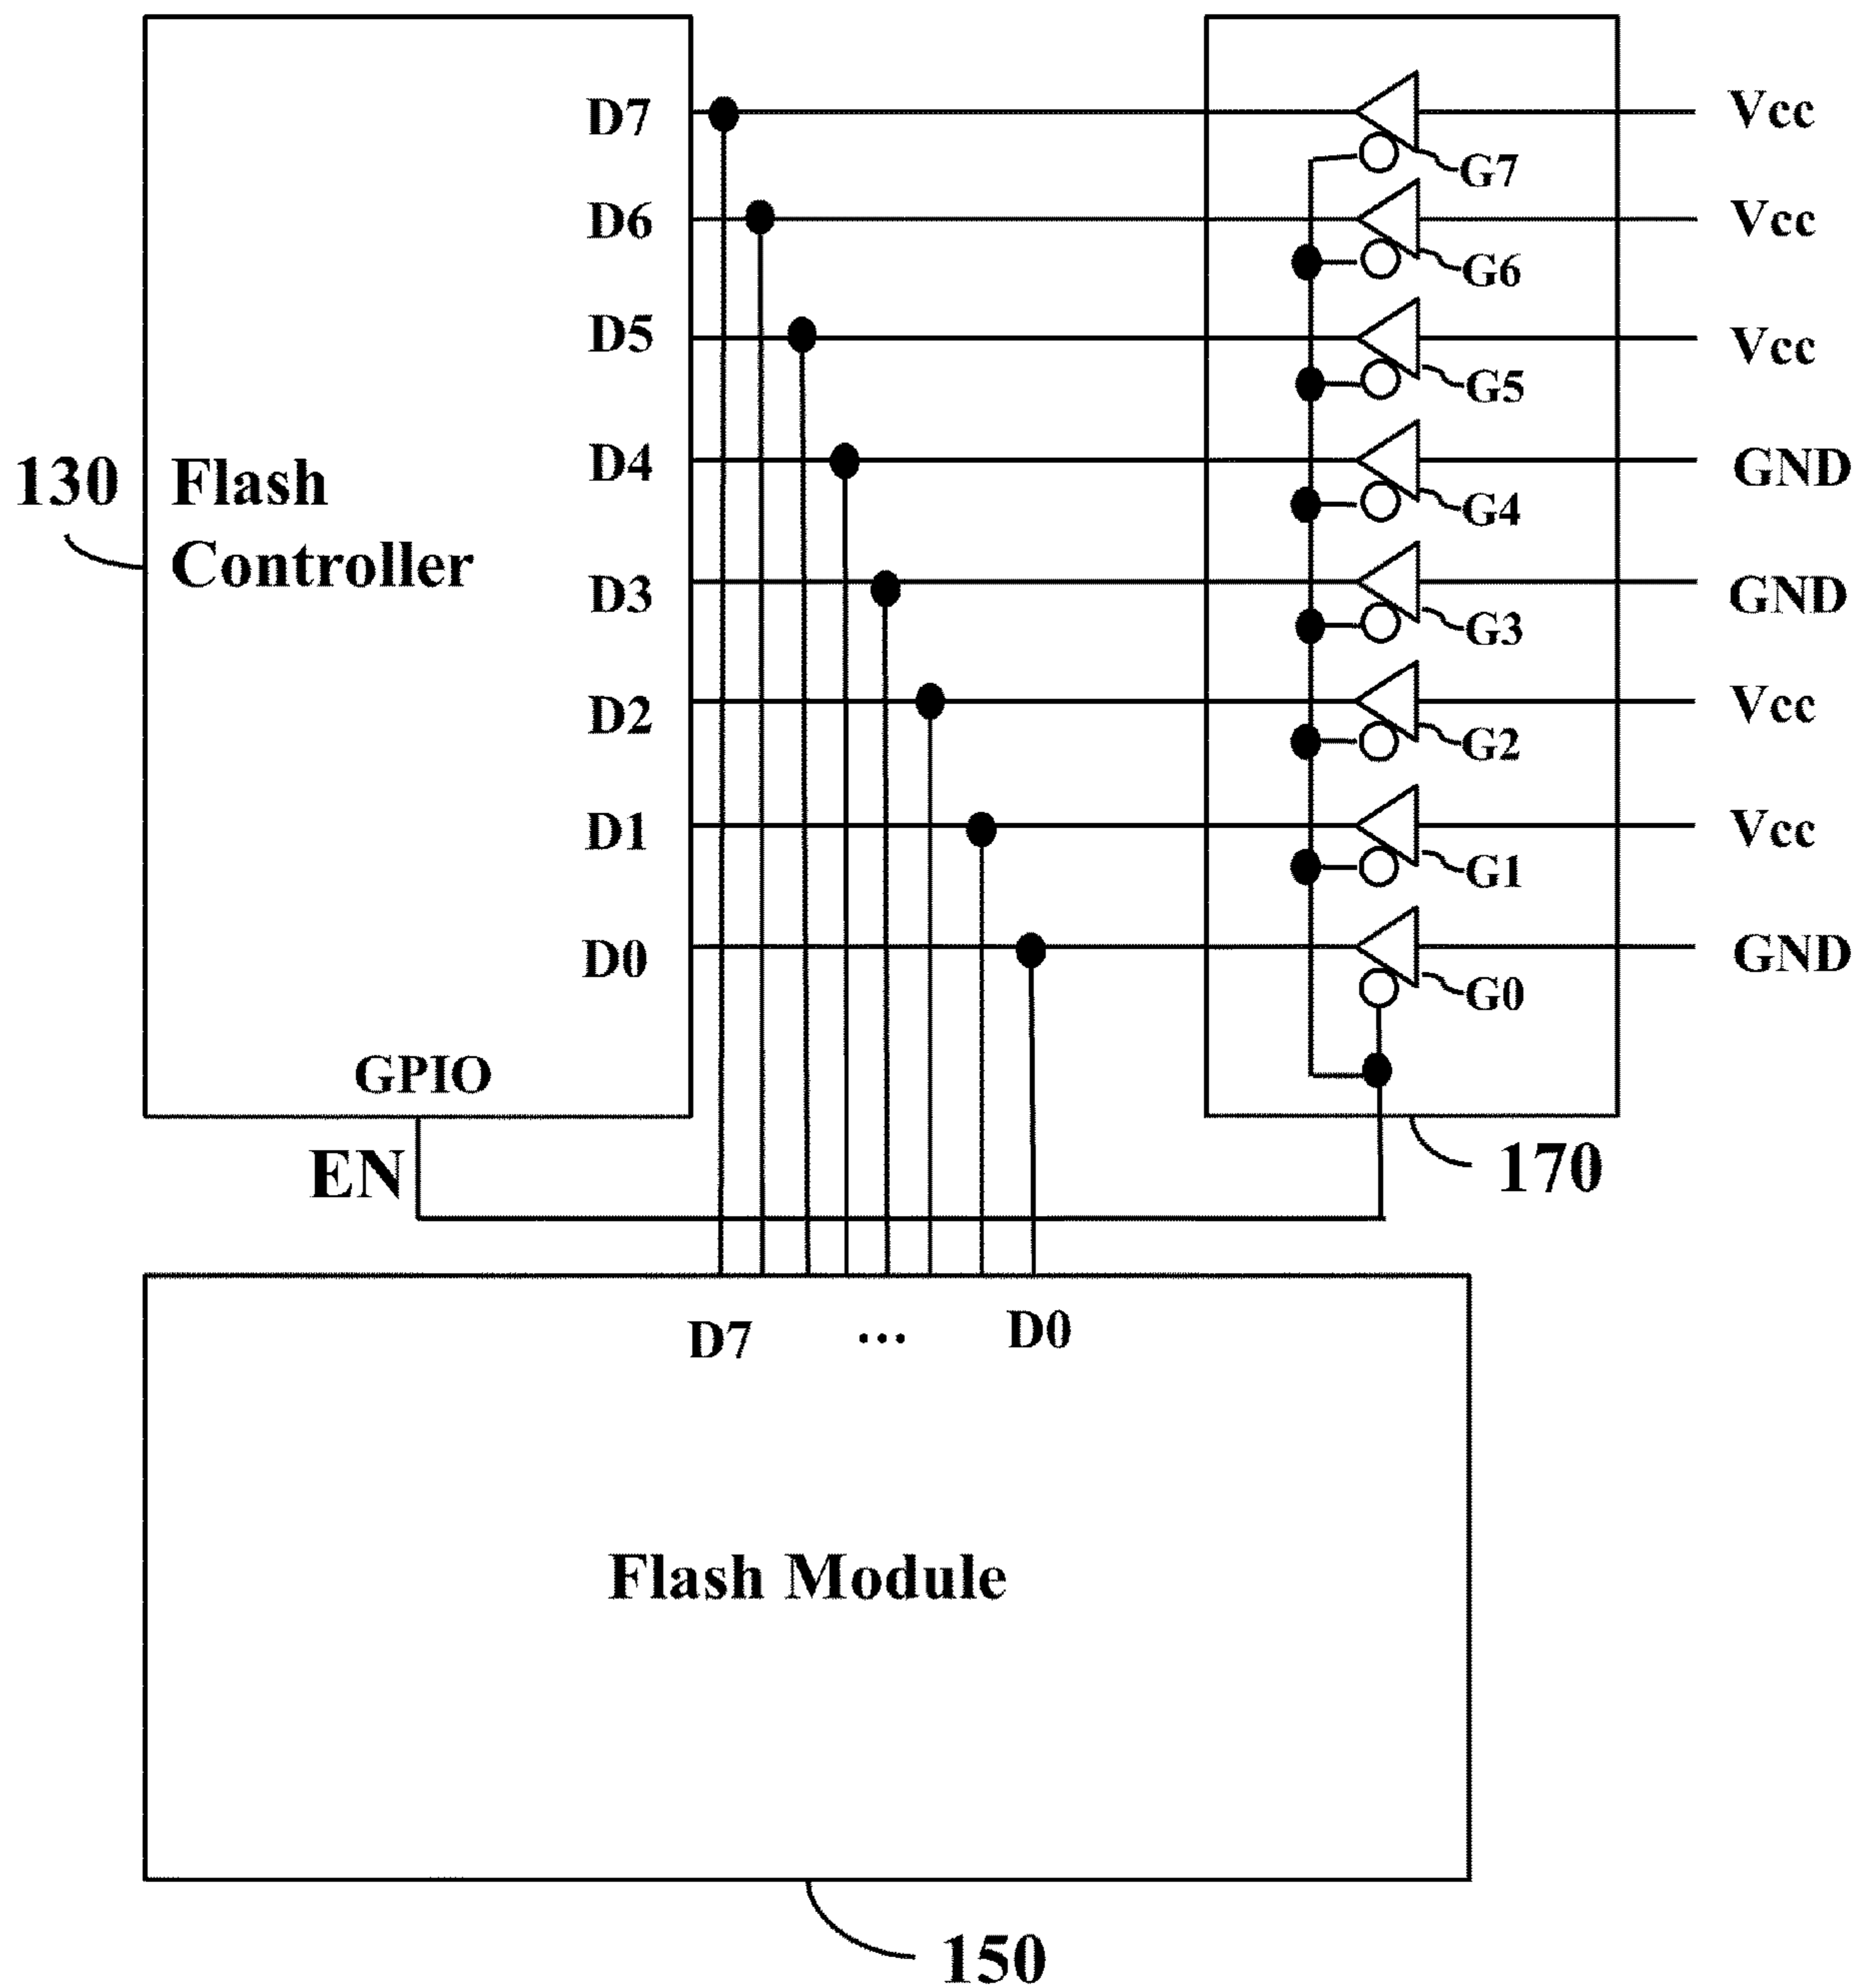 D7
Vcc
G7
D6
Vcc
G6
D5
Vcc
G5
130
Flash
Controller
D4
GND
G4
D3
GND
G3
D2
Vcc
G2
D1
Vcc
G1
D0
GND
G0
GPIO
EN
170
D7
...
D0
Flash Module
150